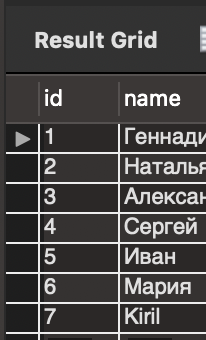 Result Grid
id name
1 Геннади
2 Наталья
3 Алексан
4 Сергей
5 Иван
6 Мария
7 Kiril